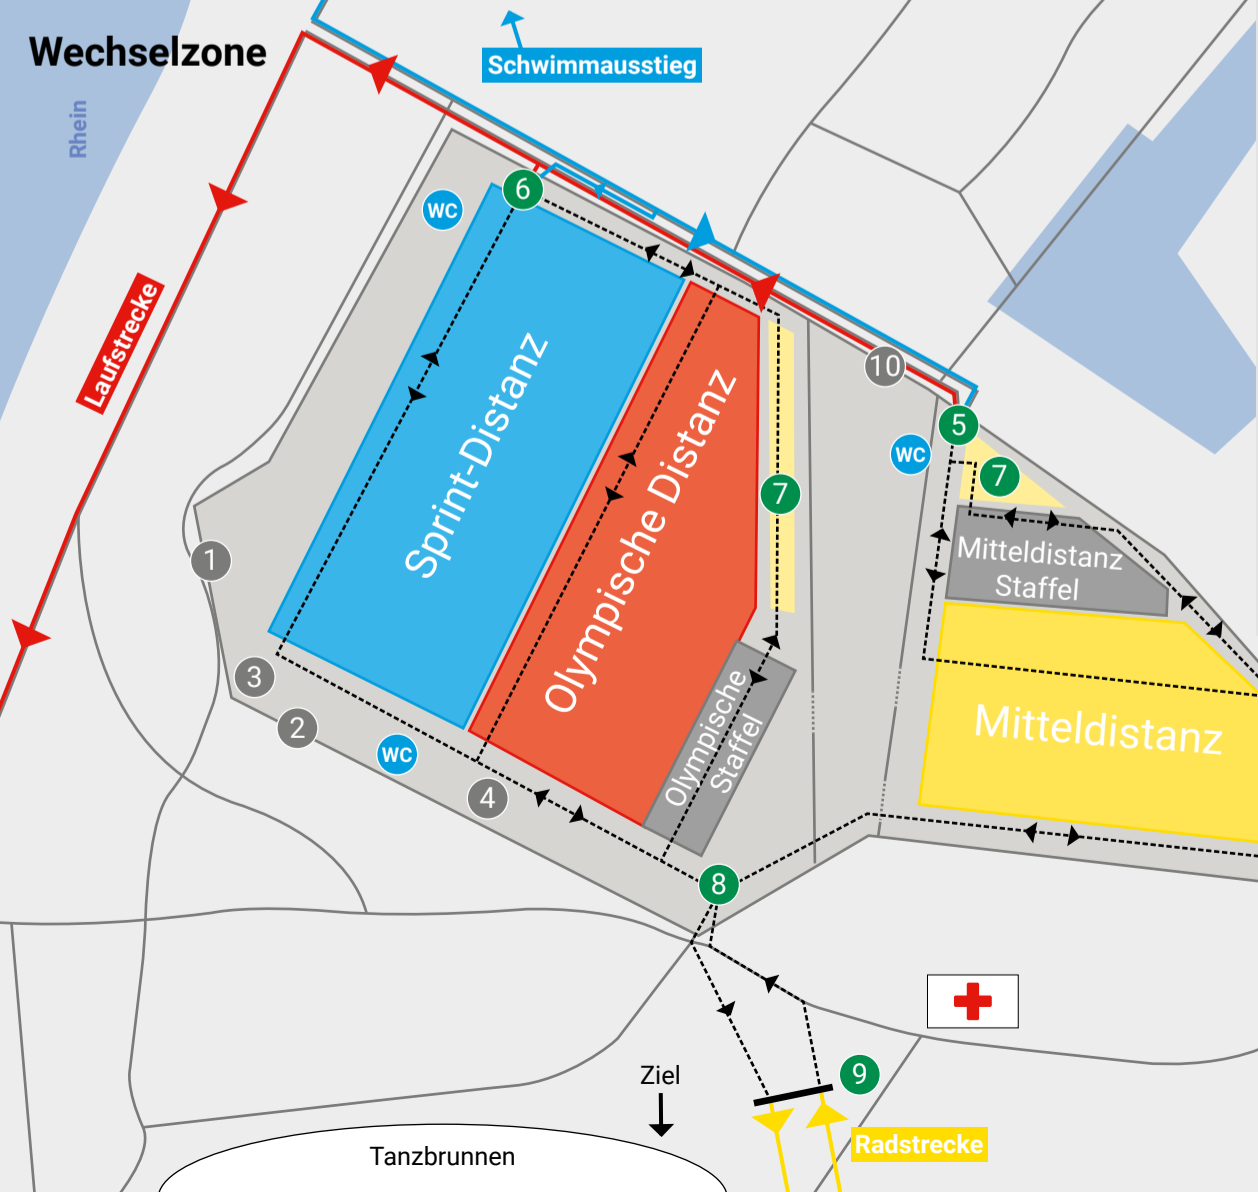 Wechselzone
Schwimmausstieg
Rhein
6
WC
Laufstrecke
Sprint-Distanz
Olympische Distanz
10
5
WC
7
7
Mitteldistanz
Staffel
1
3
2
WC
4
Olympische
Staffel
Mitteldistanz
8
9
Ziel
Radstrecke
Tanzbrunnen